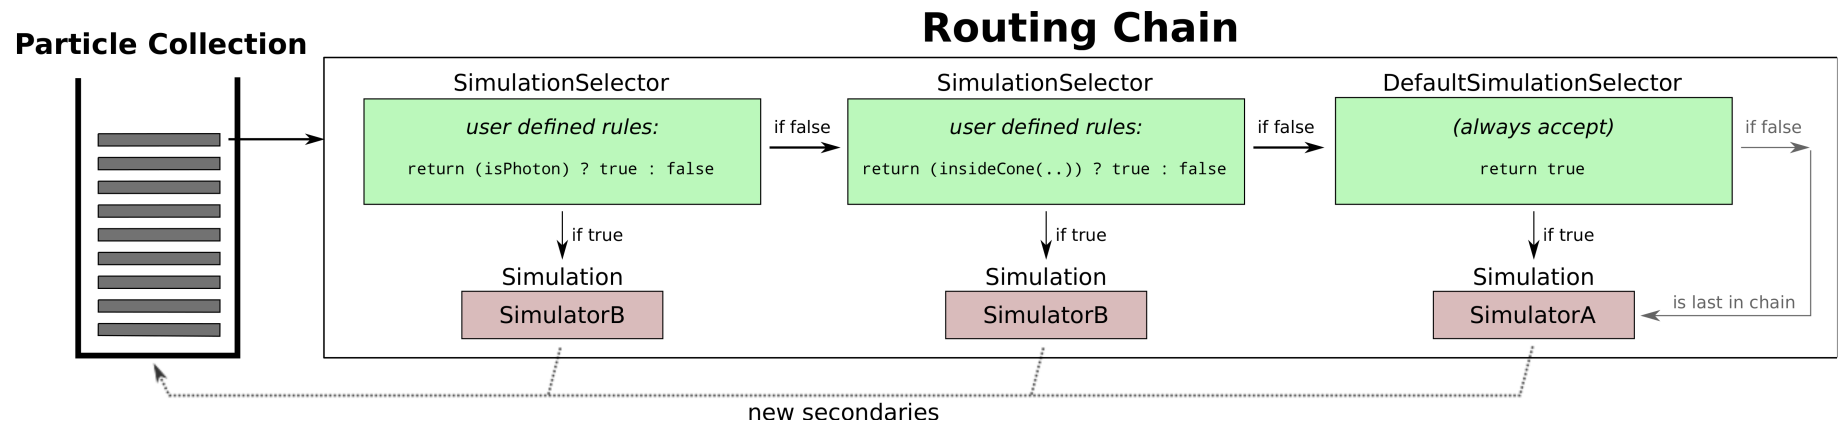 Routing Chain
Particle Collection
SimulationSelector
user defined rules:
return (isPhoton) ? true : false
if false
if true
Simulation
SimulatorB
SimulationSelector
user defined rules:
return (insideCone(..)) ? true : false
if false
if true
Simulation
SimulatorB
DefaultSimulationSelector
(always accept)
return true
if false
if true
Simulation
SimulatorA
is last in chain
new secondaries